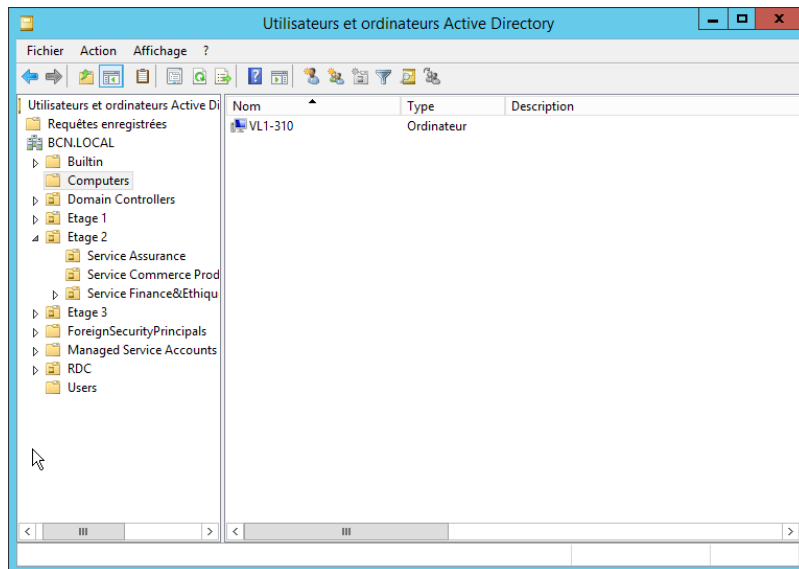 Utilisateurs et ordinateurs Active Directory
Fichier Action Affichage ?
Utilisateurs et ordinateurs Active Di
Requêtes enregistrées
BCN.LOCAL
Builtin
Computers
Domain Controllers
Etage 1
Etage 2
Service Assurance
Service Commerce Prod
Service Finance&Ethiqu
Etage 3
ForeignSecurityPrincipals
Managed Service Accounts
RDC
Users
Nom Type Description
VL1-310 Ordinateur